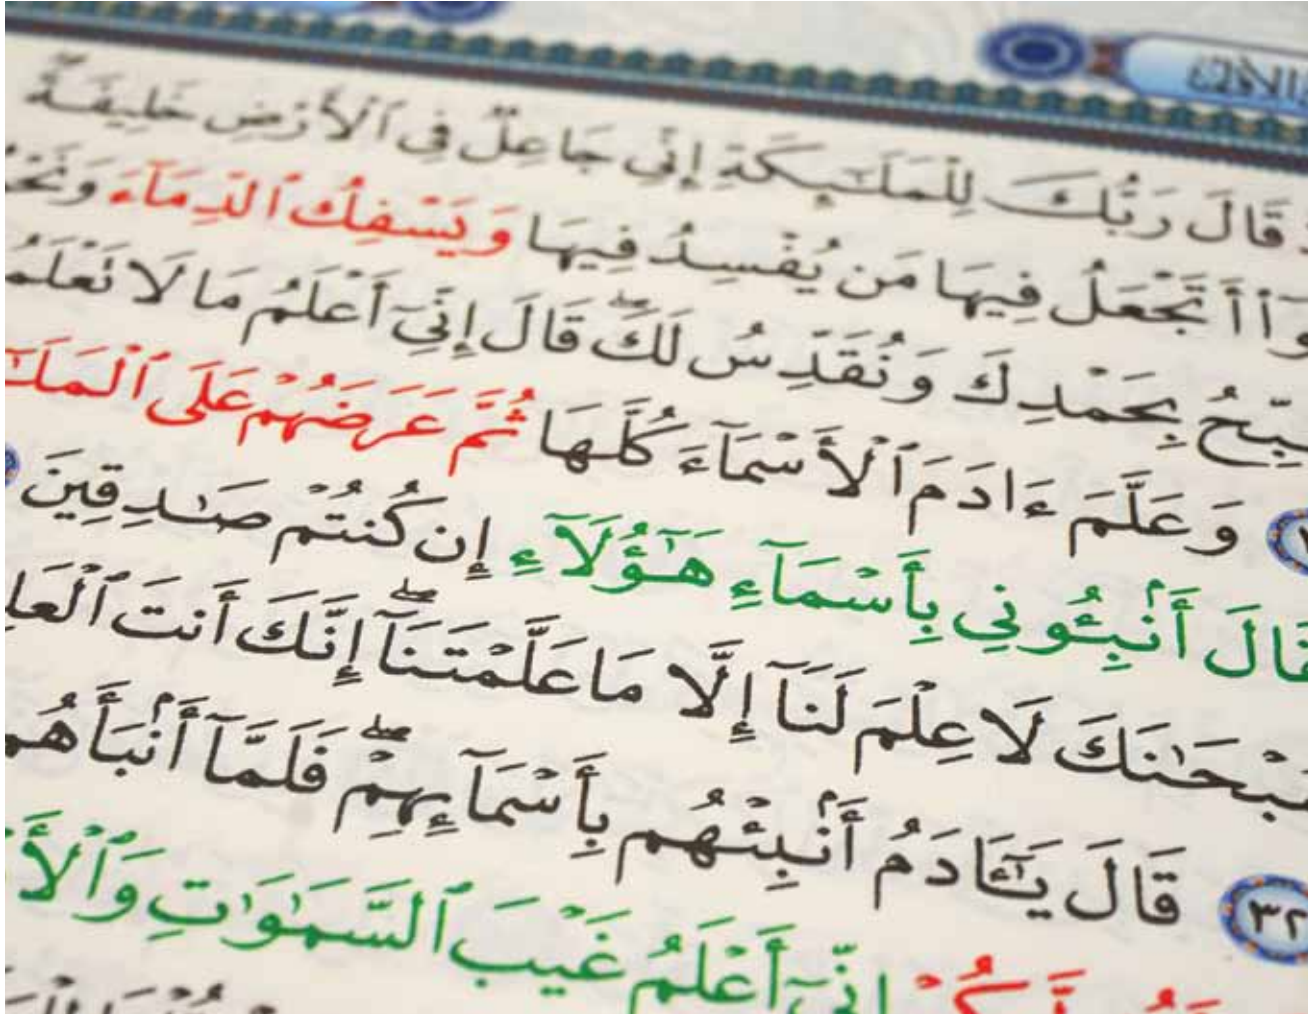 قَالَ رَبُّكَ لِلْمَلَـٰٓئِكَةِ إِنِّي جَاعِلٌ فِي ٱلْأَرْضِ خَلِيفَةً
أَتَجْعَلُ فِيهَا مَن يُفْسِدُ فِيهَا وَيَسْفِكُ ٱلدِّمَآءَ
بِحَمْدِكَ وَنُقَدِّسُ لَكَ ۖ قَالَ إِنِّيٓ أَعْلَمُ مَا لَا تَعْلَمُ
وَعَلَّمَ ءَادَمَ ٱلْأَسْمَآءَ كُلَّهَا ثُمَّ عَرَضَهُمْ عَلَى ٱلْمَلَـٰ
قَالَ أَنۢبِـُٔونِي بِأَسْمَآءِ هَـٰٓؤُلَآءِ إِن كُنتُمْ صَـٰدِقِينَ
سُبْحَـٰنَكَ لَا عِلْمَ لَنَآ إِلَّا مَا عَلَّمْتَنَآ ۖ إِنَّكَ أَنتَ ٱلْعَلِ
٣٢ قَالَ يَـٰٓـَٔادَمُ أَنۢبِئْهُم بِأَسْمَآئِهِمْ ۖ فَلَمَّآ أَنۢبَأَهُم
إِنِّيٓ أَعْلَمُ غَيْبَ ٱلسَّمَـٰوَٰتِ وَٱلْأَ